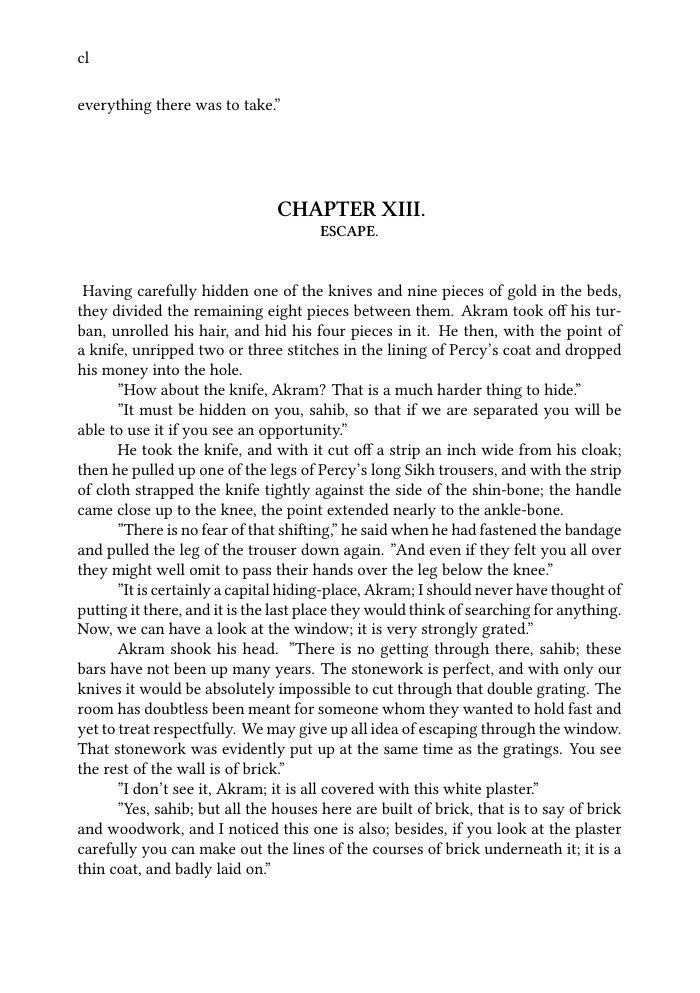 cl
everything there was to take.”
CHAPTER XIII.
ESCAPE.
Having carefully hidden one of the knives and nine pieces of gold in the beds,
they divided the remaining eight pieces between them. Akram took off his tur-
ban, unrolled his hair, and hid his four pieces in it. He then, with the point of
a knife, unripped two or three stitches in the lining of Percy’s coat and dropped
his money into the hole.
”How about the knife, Akram? That is a much harder thing to hide.”
”It must be hidden on you, sahib, so that if we are separated you will be
able to use it if you see an opportunity.”
He took the knife, and with it cut off a strip an inch wide from his cloak;
then he pulled up one of the legs of Percy’s long Sikh trousers, and with the strip
of cloth strapped the knife tightly against the side of the shin-bone; the handle
came close up to the knee, the point extended nearly to the ankle-bone.
”There is no fear of that shifting,” he said when he had fastened the bandage
and pulled the leg of the trouser down again. ”And even if they felt you all over
they might well omit to pass their hands over the leg below the knee.”
”It is certainly a capital hiding-place, Akram; I should never have thought of
putting it there, and it is the last place they would think of searching for anything.
Now, we can have a look at the window; it is very strongly grated.”
Akram shook his head. ”There is no getting through there, sahib; these
bars have not been up many years. The stonework is perfect, and with only our
knives it would be absolutely impossible to cut through that double grating. The
room has doubtless been meant for someone whom they wanted to hold fast and
yet to treat respectfully. We may give up all idea of escaping through the window.
That stonework was evidently put up at the same time as the gratings. You see
the rest of the wall is of brick.”
”I don’t see it, Akram; it is all covered with this white plaster.”
”Yes, sahib; but all the houses here are built of brick, that is to say of brick
and woodwork, and I noticed this one is also; besides, if you look at the plaster
carefully you can make out the lines of the courses of brick underneath it; it is a
thin coat, and badly laid on.”